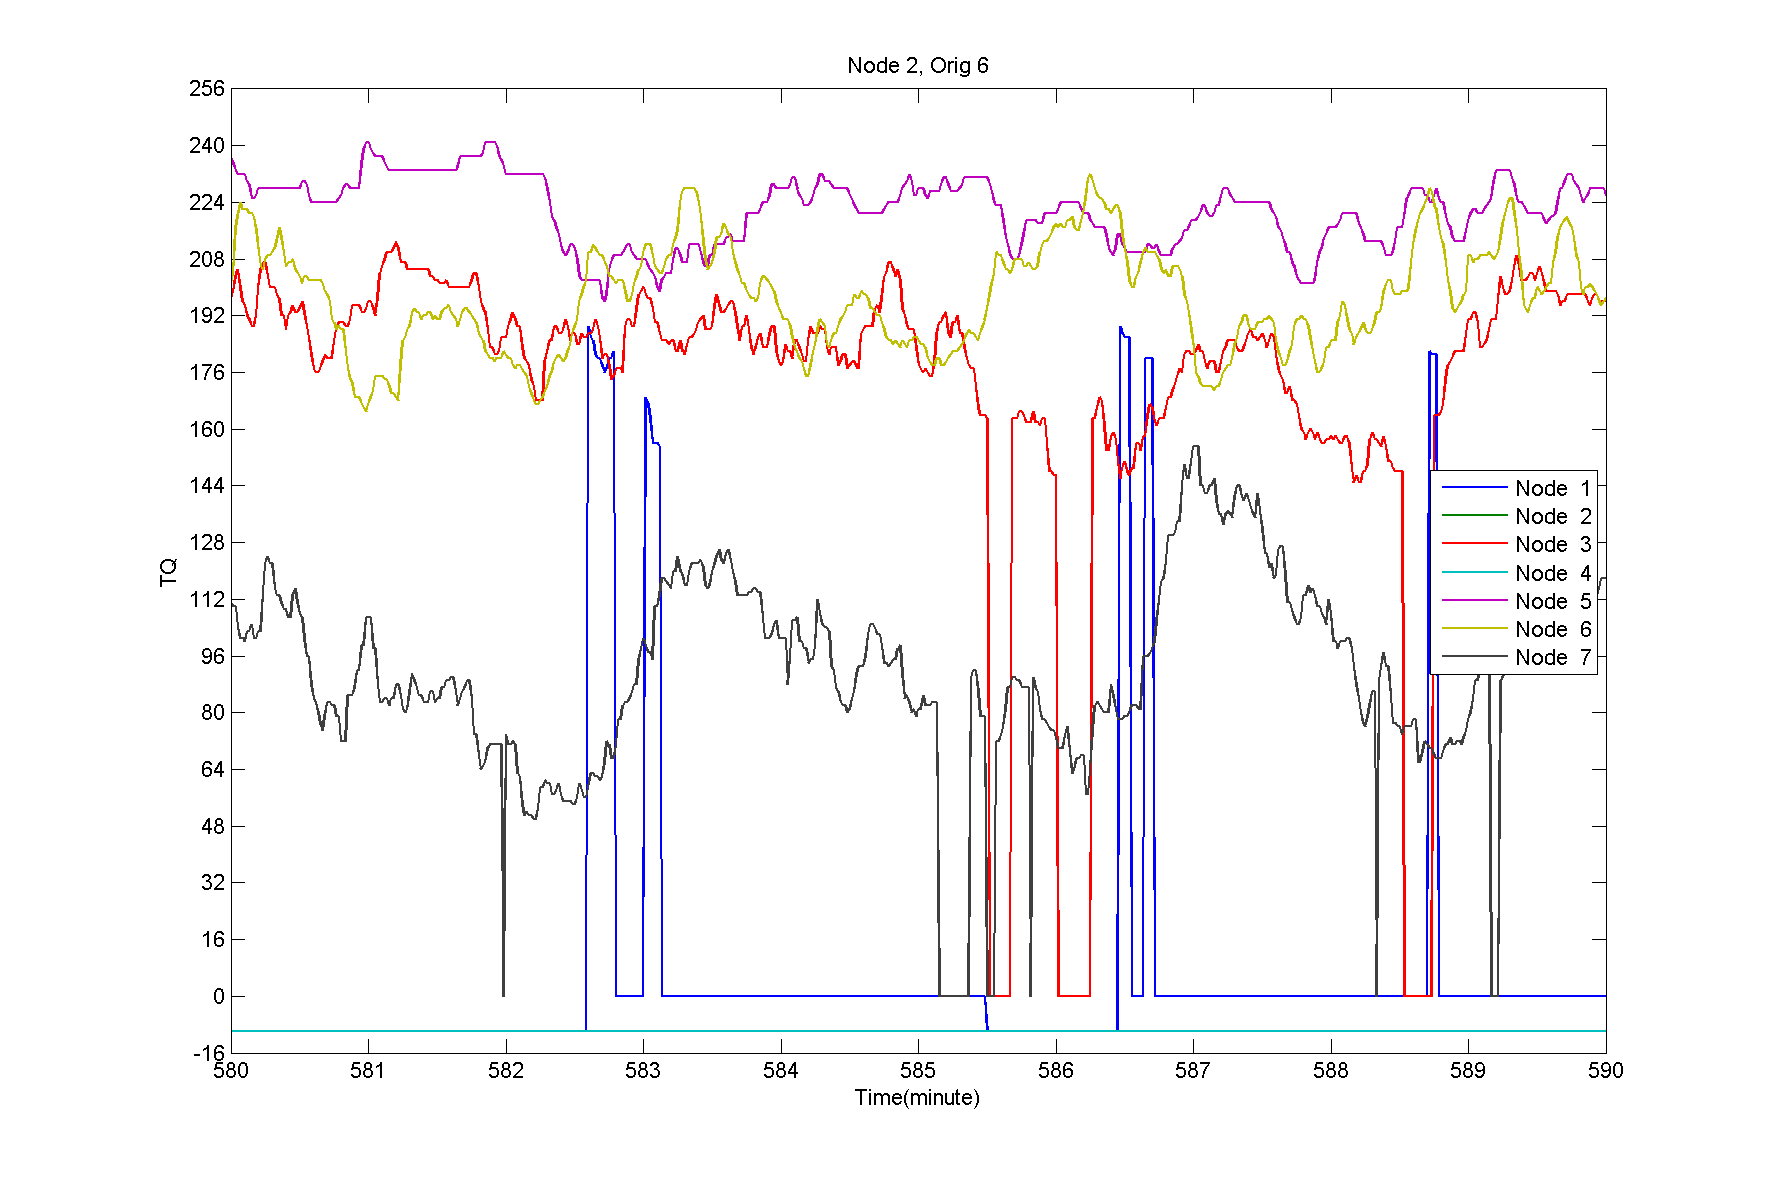 Node 2, Orig 6
256
240
224
208
192
176
160
144
128
112
96
80
64
48
32
16
0
-16
TQ
580 581 582 583 584 585 586 587 588 589 590
Time(minute)
Node 1
Node 2
Node 3
Node 4
Node 5
Node 6
Node 7